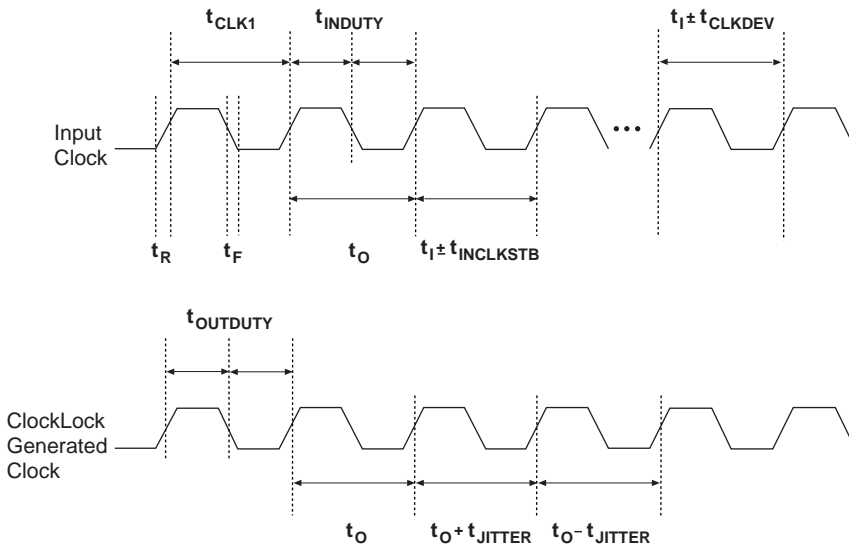 tCLK1 tINDUTY tI ± tCLKDEV
Input
Clock
•••
tR tF tO tI ± tINCLKSTB
tOUTDUTY
ClockLock
Generated
Clock
tO tO + tJITTER tO – tJITTER